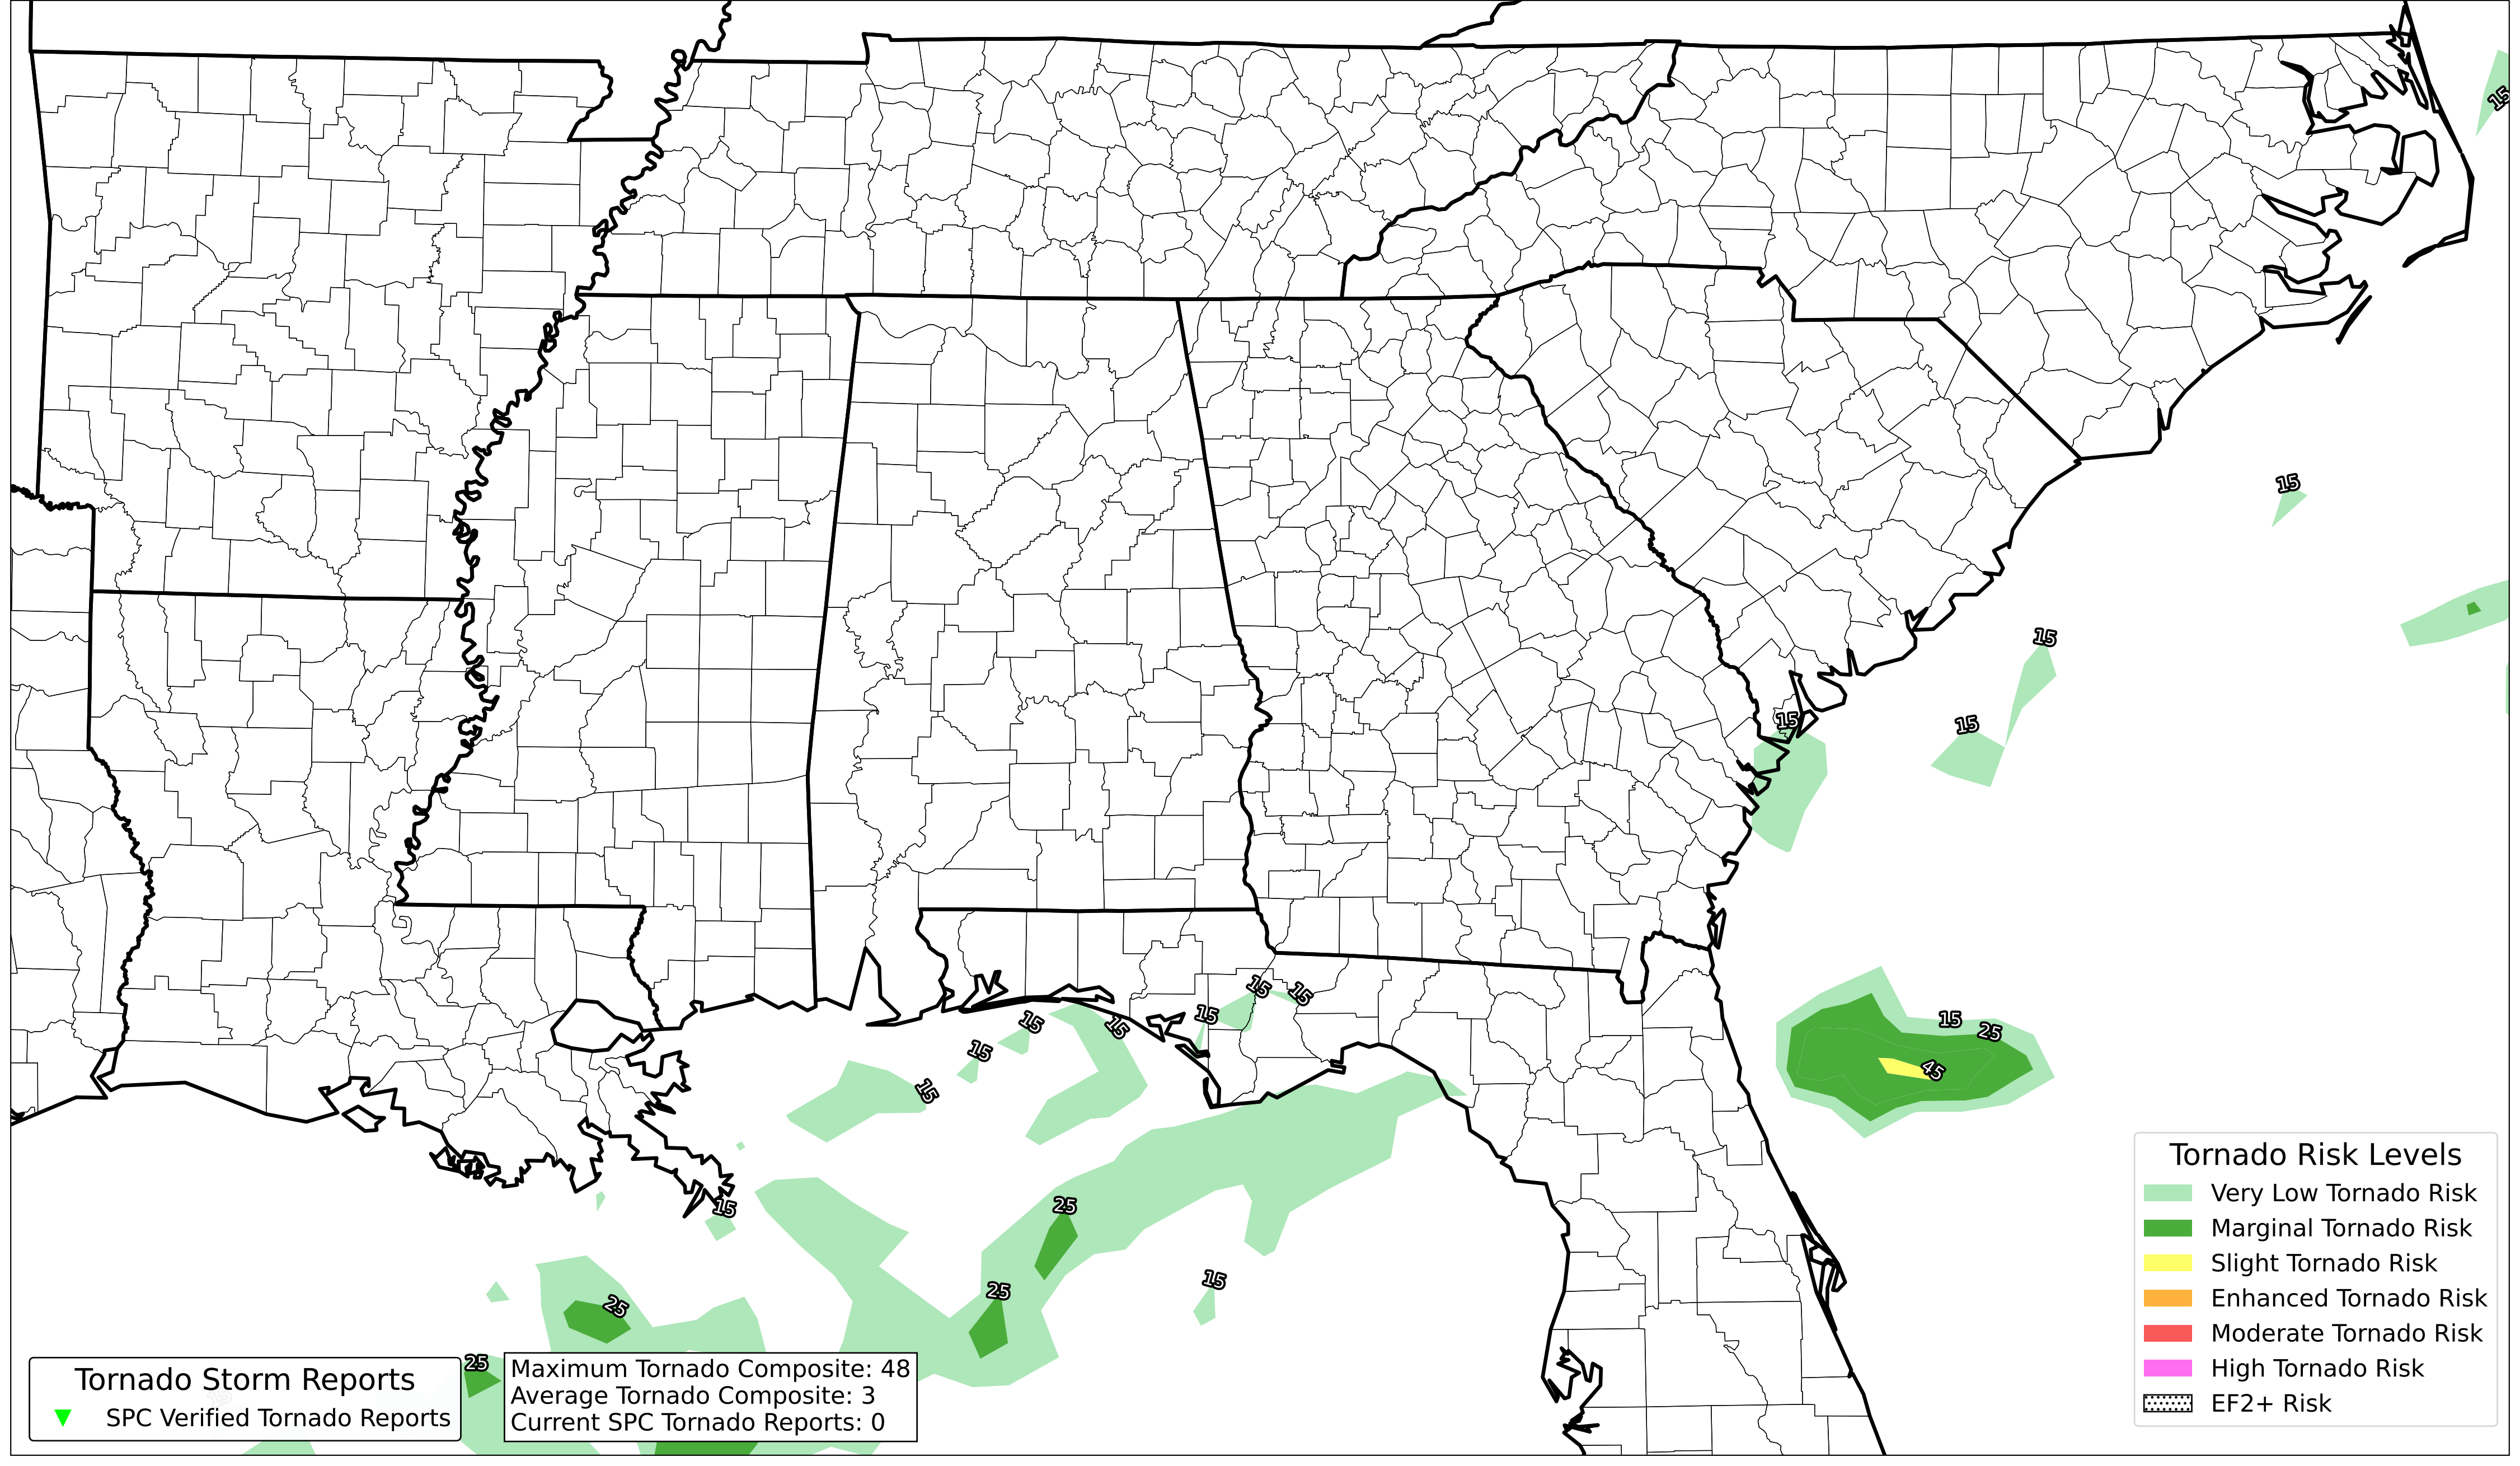 15
15
15
15
15
15
15
15
15
15
15
15
15
25
45
15
25
15
25
25
25
Tornado Risk Levels
Very Low Tornado Risk
Marginal Tornado Risk
Slight Tornado Risk
Enhanced Tornado Risk
Moderate Tornado Risk
High Tornado Risk
EF2+ Risk
Tornado Storm Reports
SPC Verified Tornado Reports
Maximum Tornado Composite: 48
Average Tornado Composite: 3
Current SPC Tornado Reports: 0